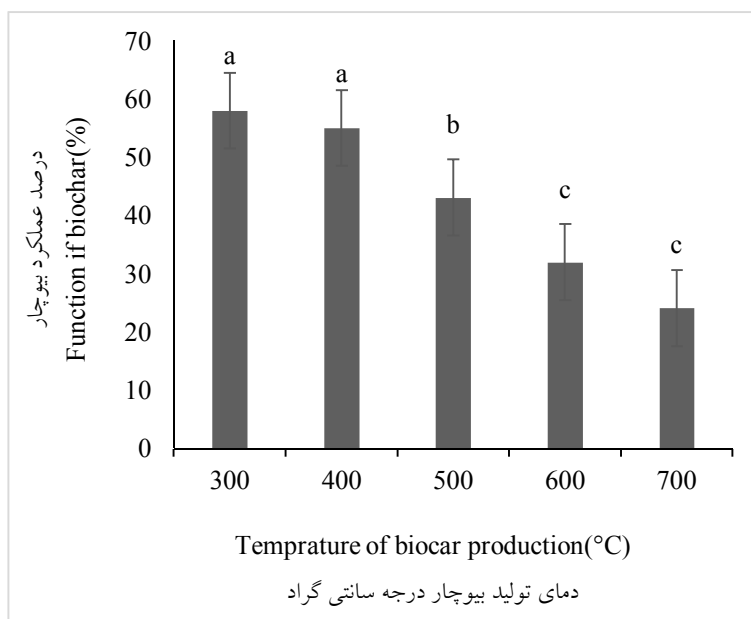 درصد عملکرد بیوچار
Function if biochar(%)
70
60
50
40
30
20
10
0
a
a
b
c
c
300 400 500 600 700
Temprature of biocar production(°C)
دمای تولید بیوچار درجه سانتی گراد